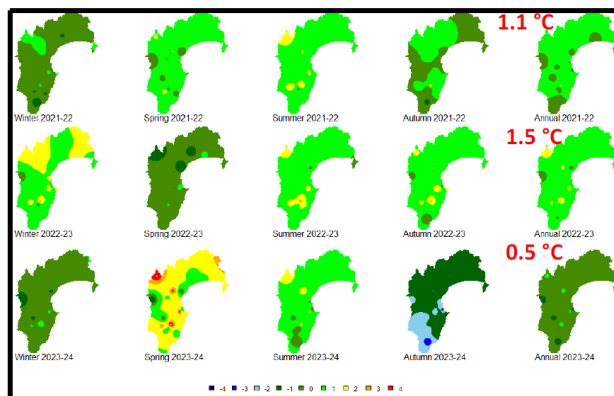 1.1 °C
Winter 2021-22
Spring 2021-22
Summer 2021-22
Autumn 2021-22
Annual 2021-22
1.5 °C
Winter 2022-23
Spring 2022-23
Summer 2022-23
Autumn 2022-23
Annual 2022-23
0.5 °C
Winter 2023-24
Spring 2023-24
Summer 2023-24
Autumn 2023-24
Annual 2023-24
-4 -3 -2 -1 0 1 2 3 4